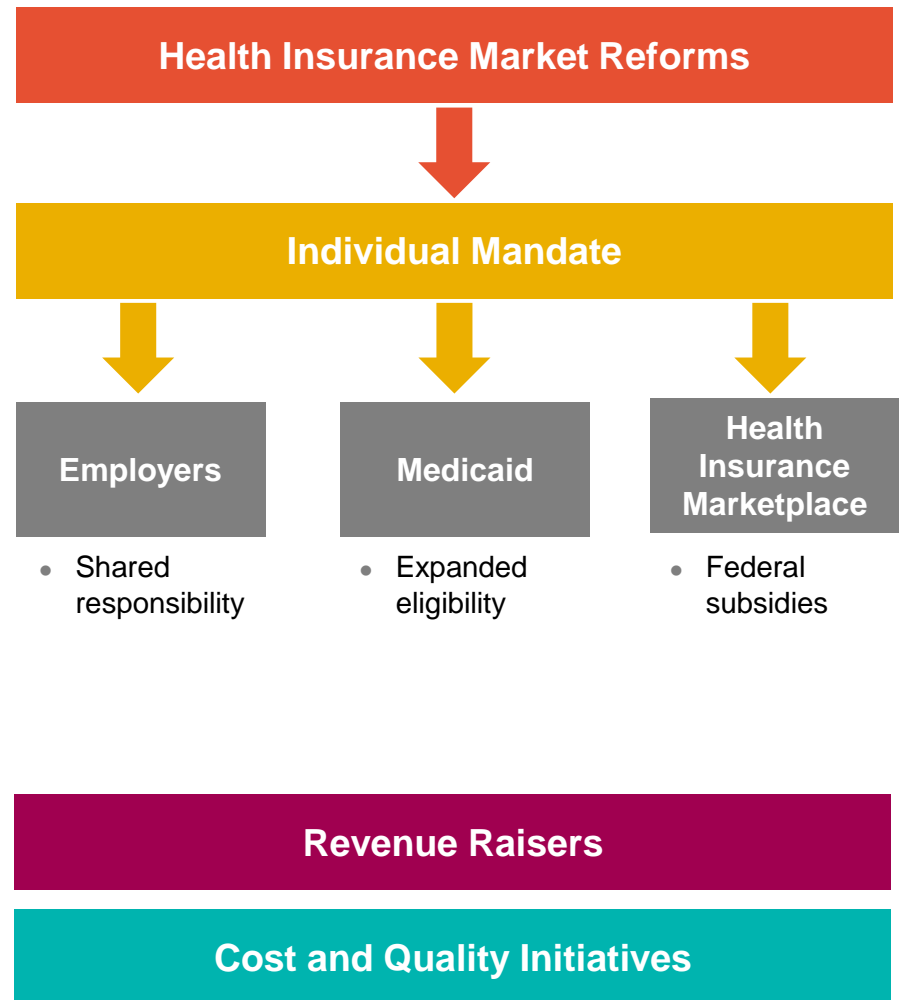 Health Insurance Market Reforms
Individual Mandate
Employers
• Shared
responsibility
Medicaid
• Expanded
eligibility
Health
Insurance
Marketplace
• Federal
subsidies
Revenue Raisers
Cost and Quality Initiatives